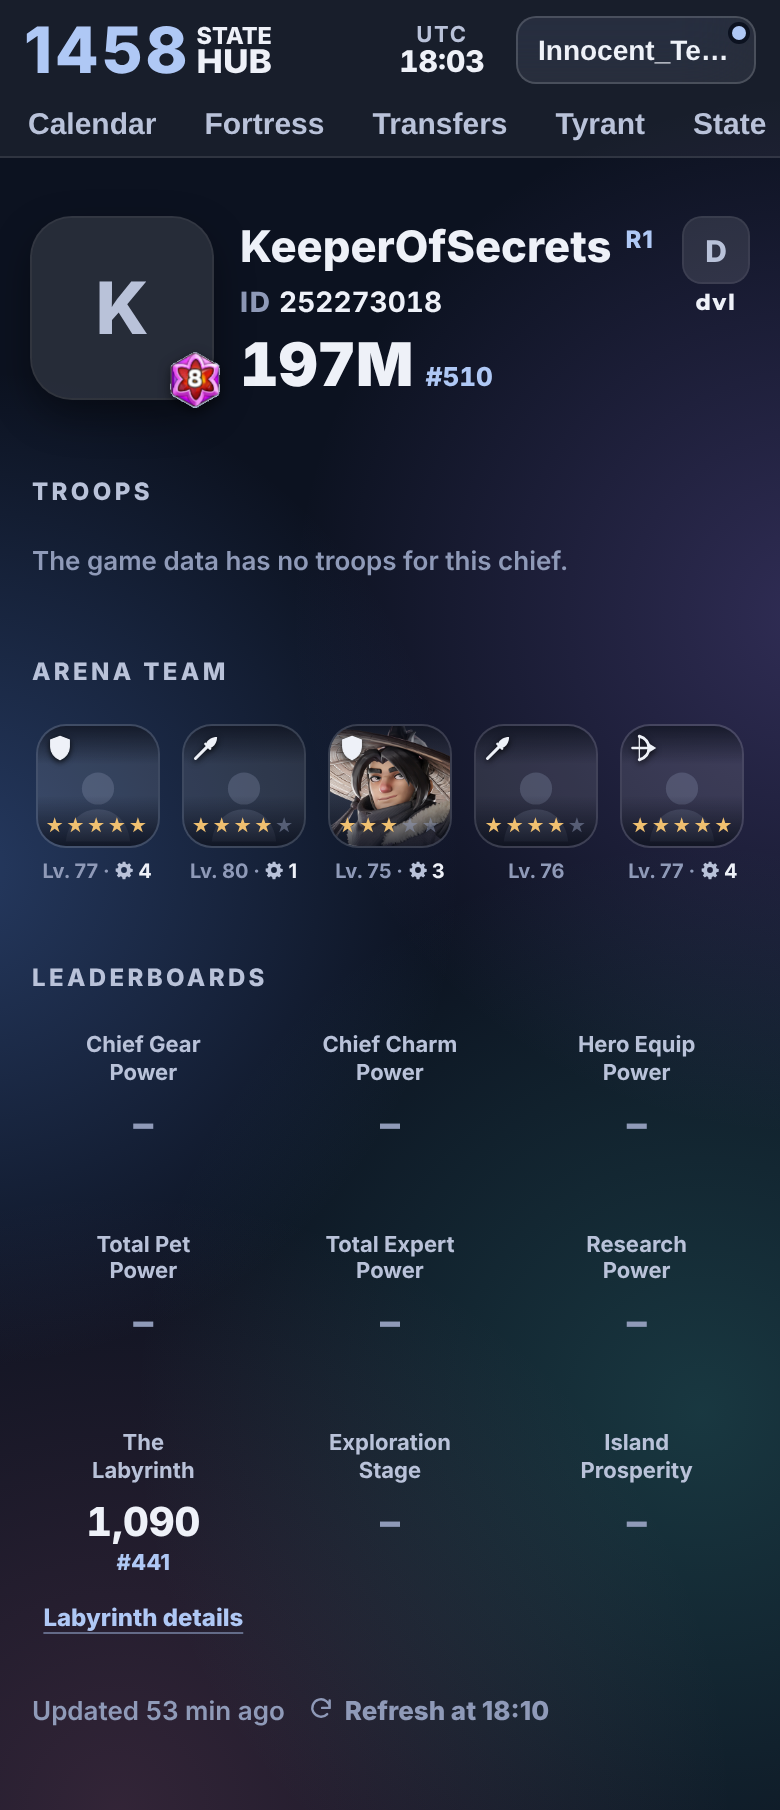 1458 STATE HUB
UTC
18:03
Innocent_Te...
Calendar Fortress Transfers Tyrant State
K
8
KeeperOfSecrets R1
ID 252273018
197M #510
D
dvl
TROOPS
The game data has no troops for this chief.
ARENA TEAM
Lv. 77 · 4
Lv. 80 · 1
Lv. 75 · 3
Lv. 76
Lv. 77 · 4
LEADERBOARDS
Chief Gear
Power
–
Chief Charm
Power
–
Hero Equip
Power
–
Total Pet
Power
–
Total Expert
Power
–
Research
Power
–
The
Labyrinth
1,090
#441
Labyrinth details
Exploration
Stage
–
Island
Prosperity
–
Updated 53 min ago Refresh at 18:10